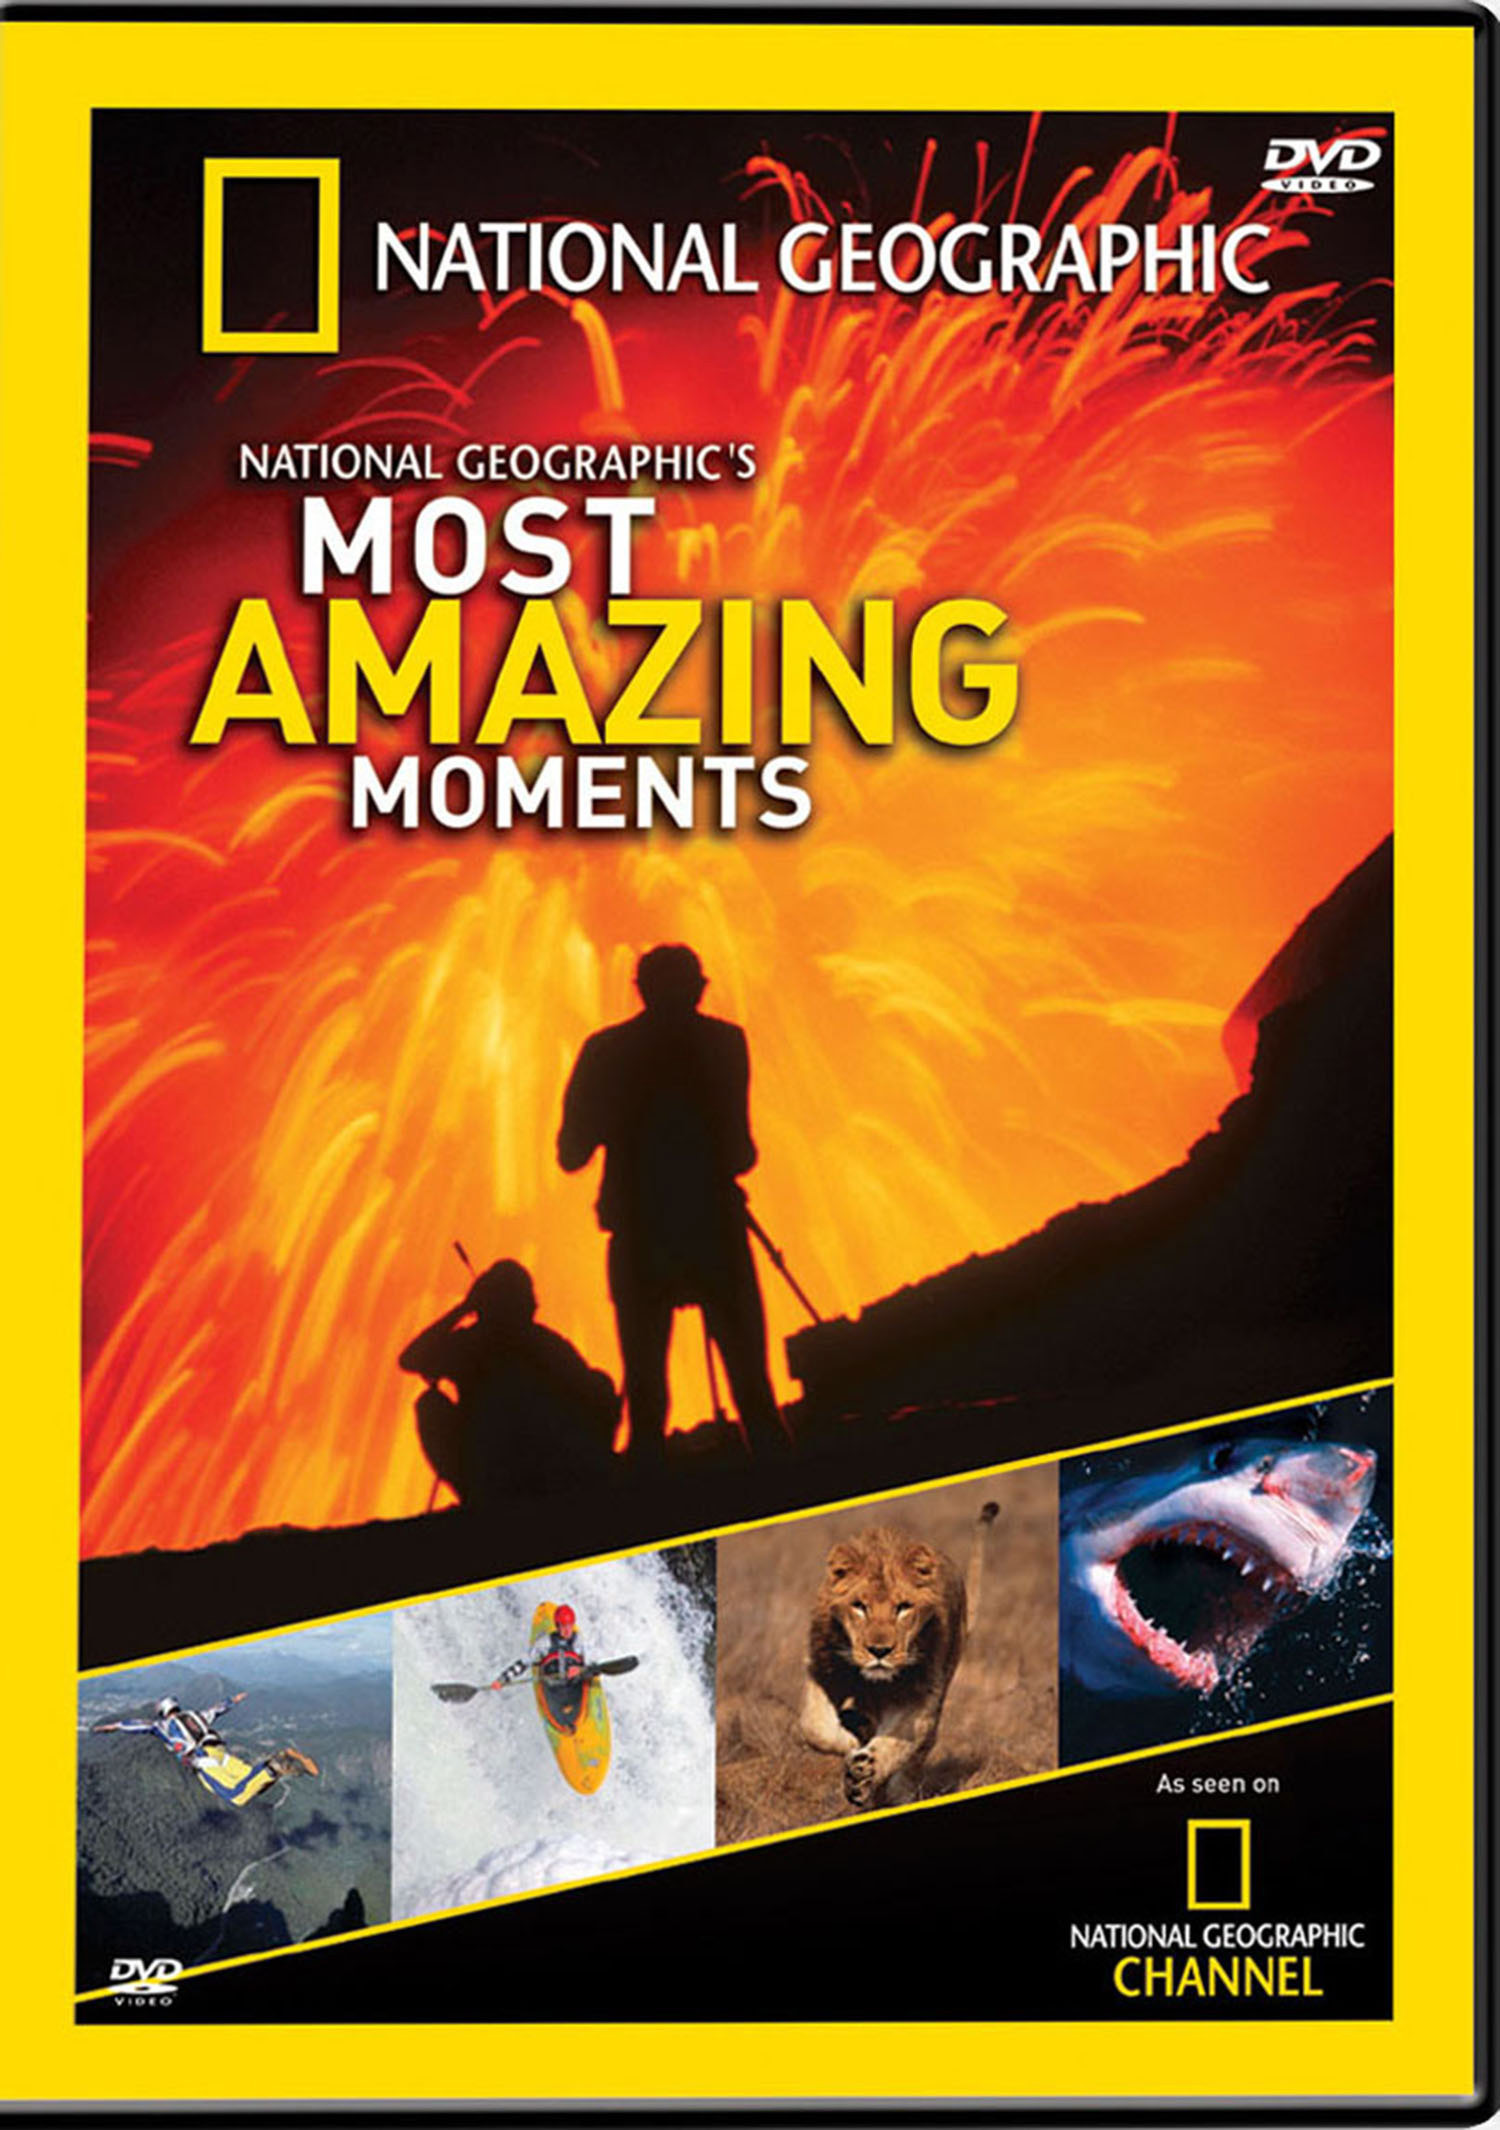 DVD
VIDEO
NATIONAL GEOGRAPHIC
NATIONAL GEOGRAPHIC'S
MOST
AMAZING
MOMENTS
As seen on
NATIONAL GEOGRAPHIC
CHANNEL
DVD
VIDEO